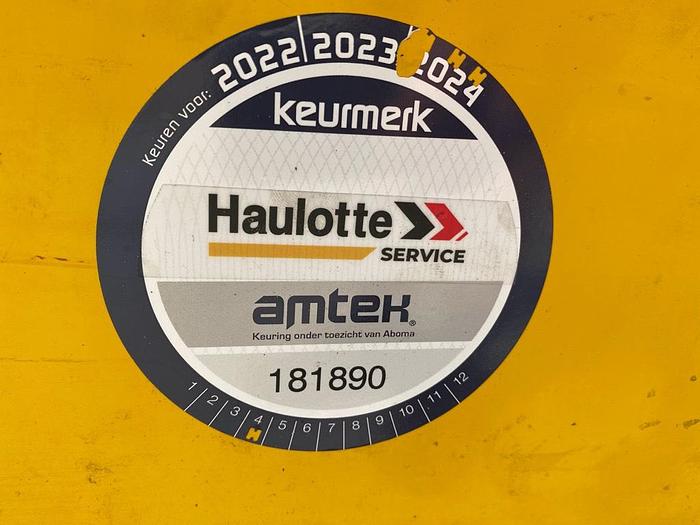 Keuren voor: 2022 2023 2024
keurmerk
Haulotte
SERVICE
amtek®
Keuring onder toezicht van Aboma
181890
1 2 3 4 5 6 7 8 9 10 11 12